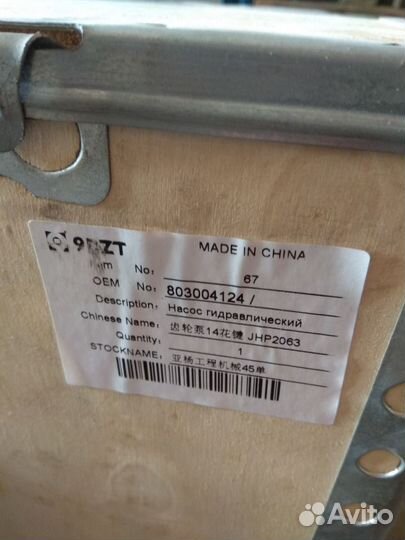 MADE IN CHINA
No: 67
OEM No: 803004124 /
Description: Насос гидравлический
Chinese Name: 齿轮泵14花键 JHP2063
Quantity: 1
STOCKNAME: 亚杨工程机械45单
Avito